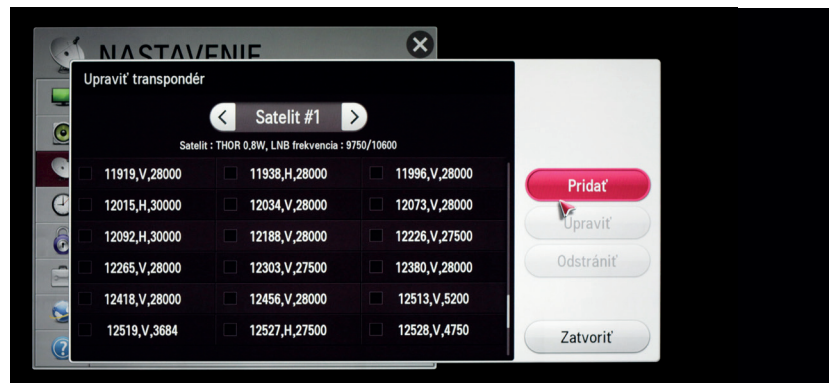 NASTAVENIE
Upraviť transpondér
Satelit #1
Satelit : THOR 0,8W, LNB frekvencia : 9750/10600
11919,V,28000 11938,H,28000 11996,V,28000
12015,H,30000 12034,V,28000 12073,V,28000
12092,H,30000 12188,V,28000 12226,V,27500
12265,V,28000 12303,V,27500 12380,V,28000
12418,V,28000 12456,V,28000 12513,V,5200
12519,V,3684 12527,H,27500 12528,V,4750
Pridať
Upraviť
Odstrániť
Zatvoriť